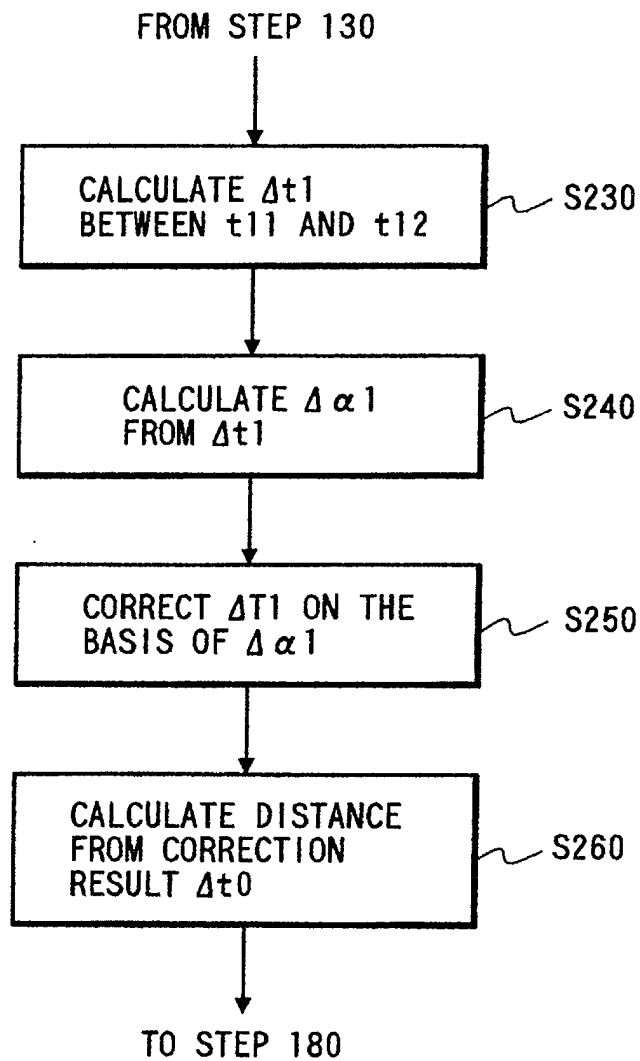 FROM STEP 130
CALCULATE Δt1
BETWEEN t11 AND t12
S230
CALCULATE Δα1
FROM Δt1
S240
CORRECT ΔT1 ON THE
BASIS OF Δα1
S250
CALCULATE DISTANCE
FROM CORRECTION
RESULT Δt0
S260
TO STEP 180